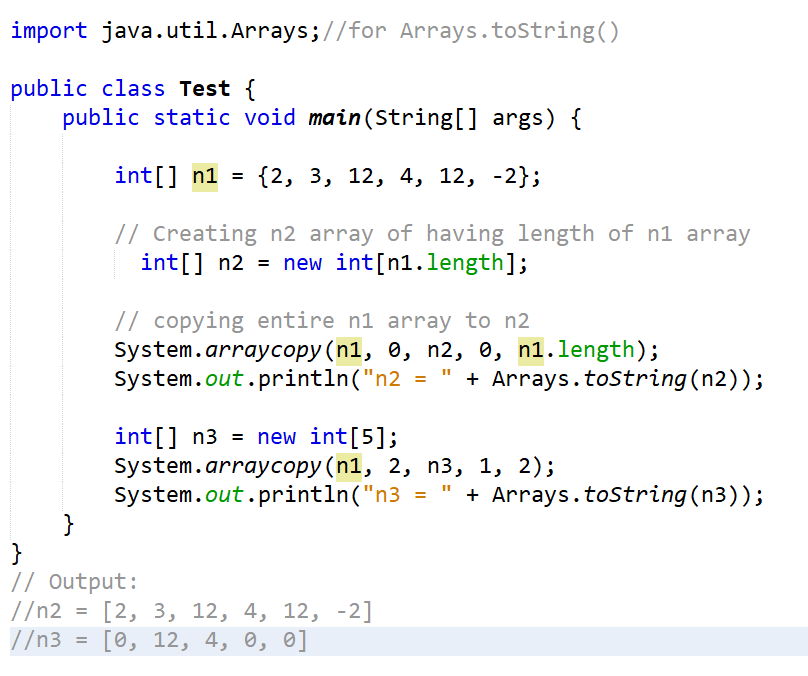 import java.util.Arrays;//for Arrays.toString()
public class Test {
public static void main(String[] args) {
int[] n1 = {2, 3, 12, 4, 12, -2};
// Creating n2 array of having length of n1 array
int[] n2 = new int[n1.length];
// copying entire n1 array to n2
System.arraycopy(n1, 0, n2, 0, n1.length);
System.out.println("n2 = " + Arrays.toString(n2));
int[] n3 = new int[5];
System.arraycopy(n1, 2, n3, 1, 2);
System.out.println("n3 = " + Arrays.toString(n3));
}
}
// Output:
//n2 = [2, 3, 12, 4, 12, -2]
//n3 = [0, 12, 4, 0, 0]